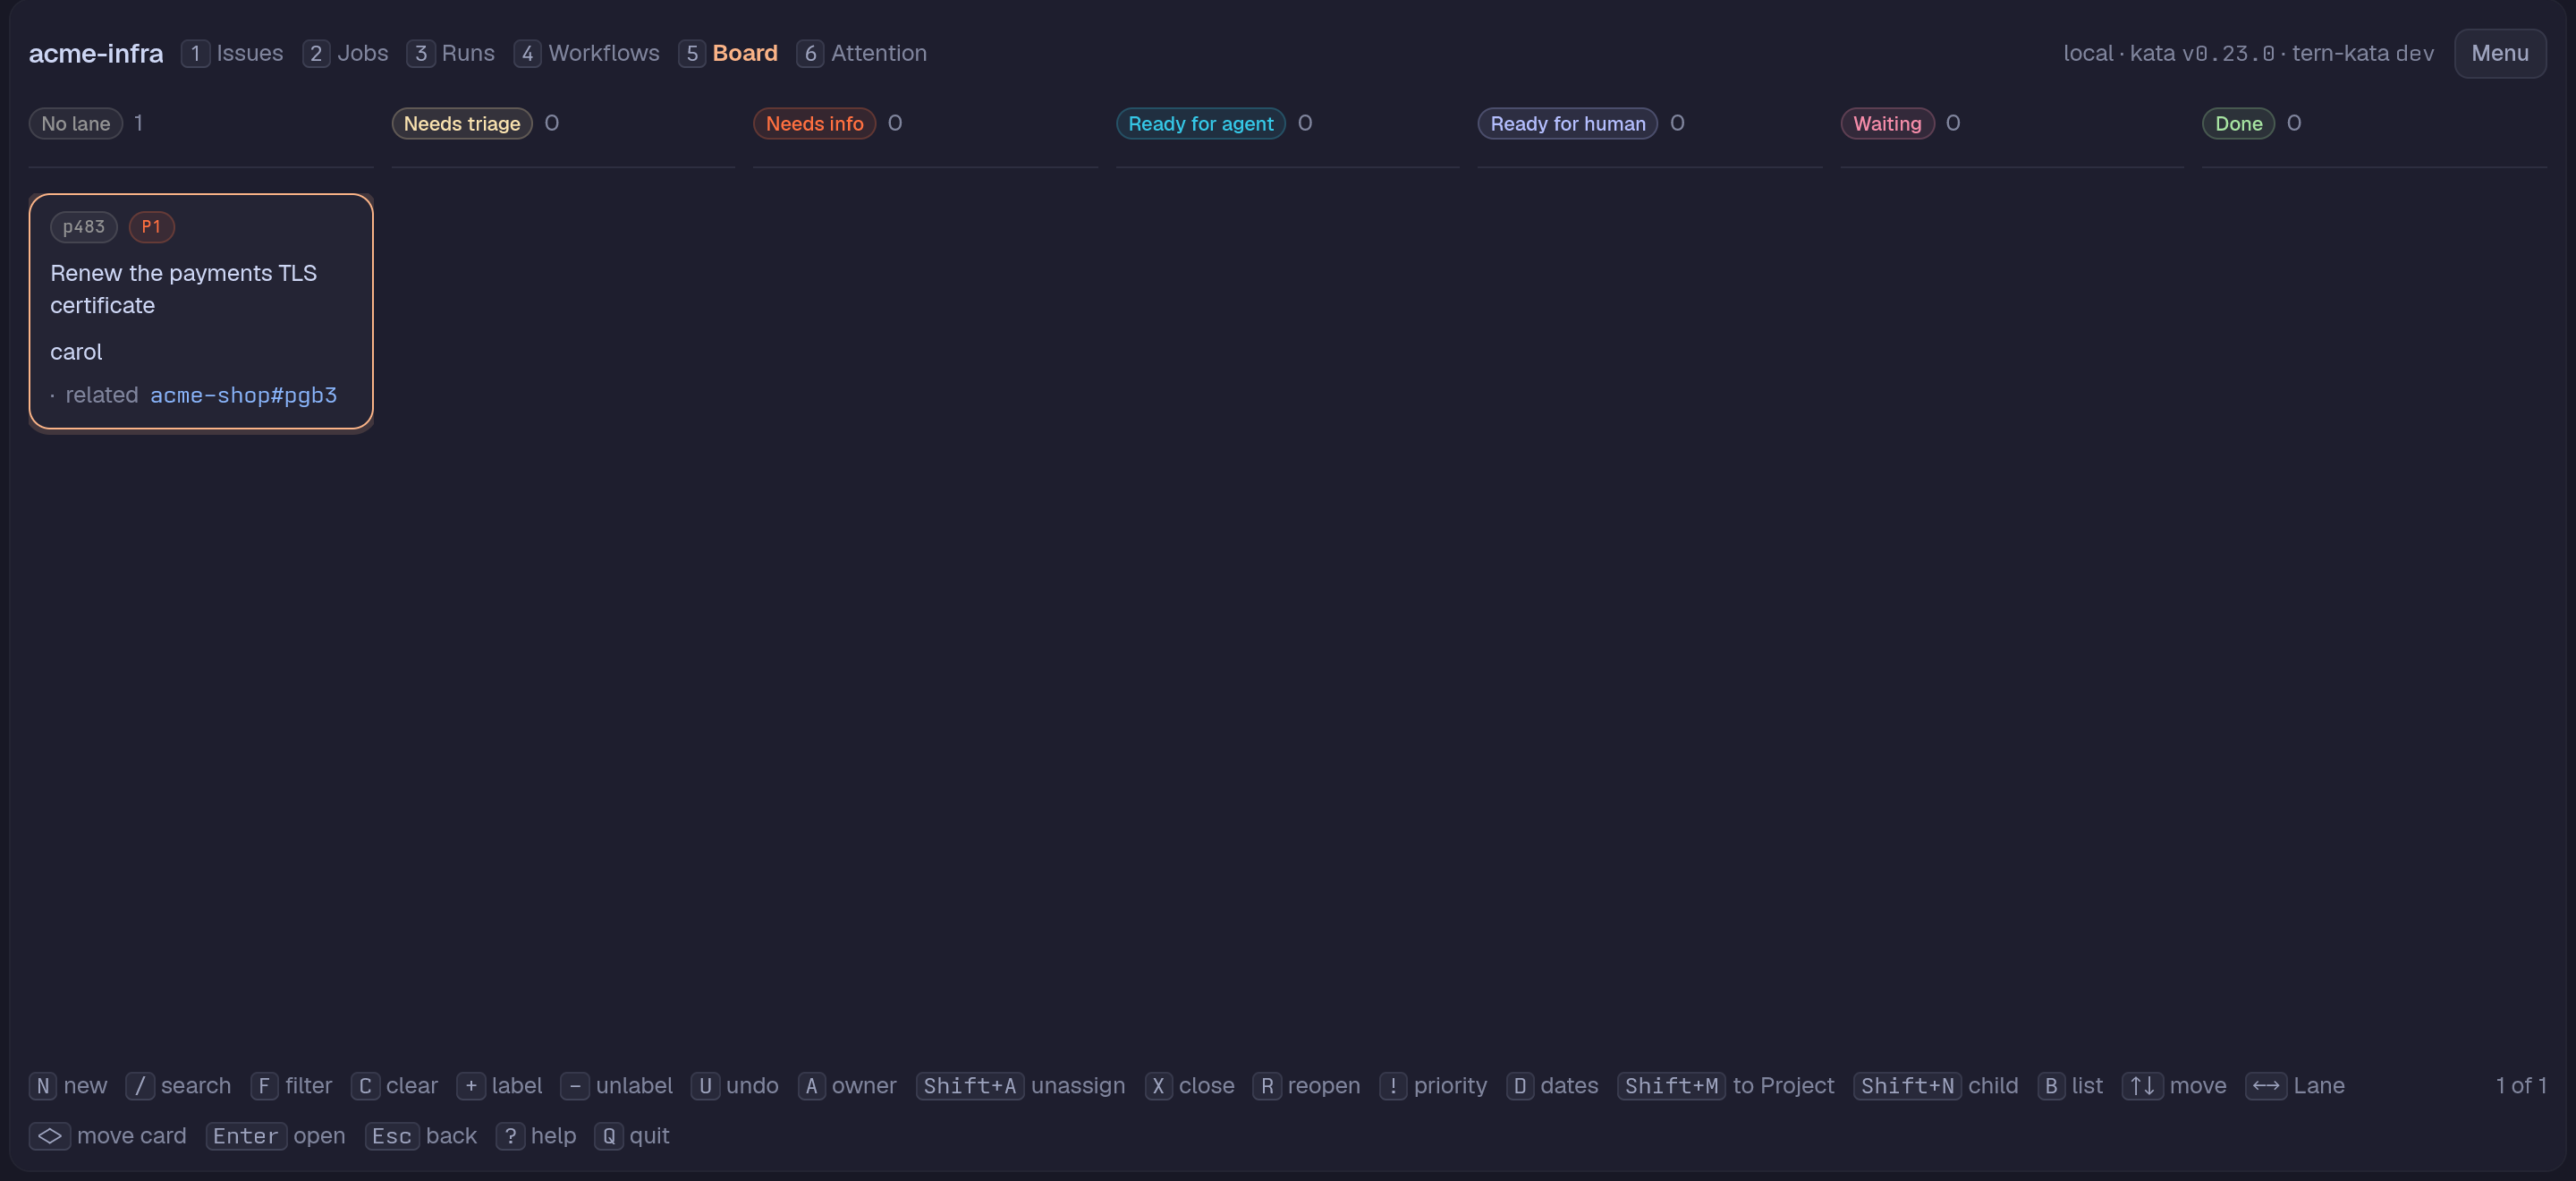 acme-infra 1 Issues 2 Jobs 3 Runs 4 Workflows 5 Board 6 Attention local · kata v0.23.0 · tern-kata dev Menu
No lane 1 Needs triage 0 Needs info 0 Ready for agent 0 Ready for human 0 Waiting 0 Done 0
p483 P1
Renew the payments TLS
certificate
carol
· related acme-shop#pgb3
N new / search F filter C clear + label − unlabel U undo A owner Shift+A unassign X close R reopen ! priority D dates Shift+M to Project Shift+N child B list ↑↓ move ←→ Lane 1 of 1
<> move card Enter open Esc back ? help Q quit